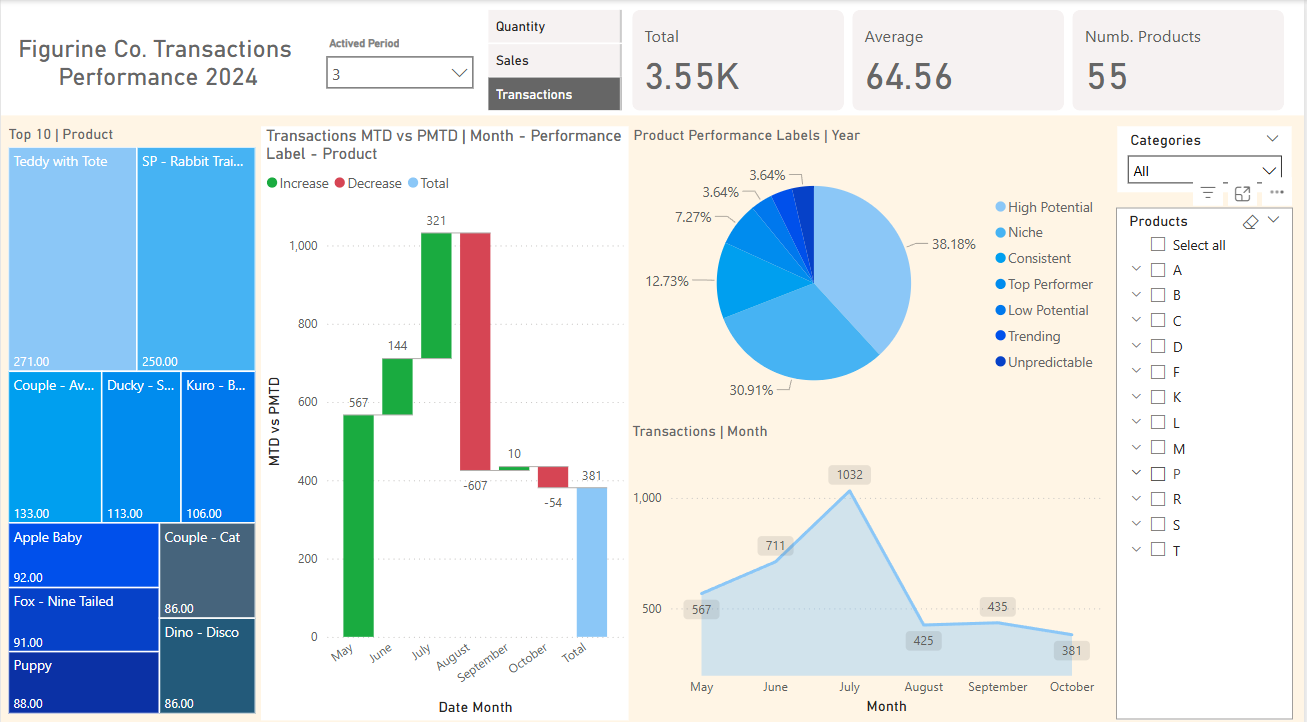 Figurine Co. Transactions
Performance 2024
Actived Period
3
Quantity
Sales
Transactions
Total
3.55K
Average
64.56
Numb. Products
55
Top 10 | Product
Teddy with Tote
271.00
SP - Rabbit Trai...
250.00
Couple - Av...
133.00
Ducky - S...
113.00
Kuro - B...
106.00
Apple Baby
92.00
Fox - Nine Tailed
91.00
Puppy
88.00
Couple - Cat
86.00
Dino - Disco
86.00
Transactions MTD vs PMTD | Month - Performance
Label - Product
Increase
Decrease
Total
MTD vs PMTD
1,000
800
600
400
200
0
567
144
321
-607
10
-54
381
May
June
July
August
September
October
Total
Date Month
Product Performance Labels | Year
38.18%
30.91%
12.73%
7.27%
3.64%
3.64%
High Potential
Niche
Consistent
Top Performer
Low Potential
Trending
Unpredictable
Transactions | Month
1,000
500
567
711
1032
425
435
381
May
June
July
August
September
October
Month
Categories
All
Products
Select all
A
B
C
D
F
K
L
M
P
R
S
T